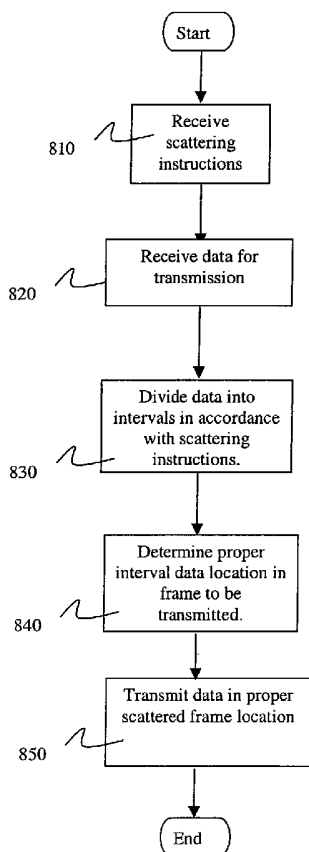 Start
Receive
scattering
instructions
810
Receive data for
transmission
820
Divide data into
intervals in accordance
with scattering
instructions.
830
Determine proper
interval data location in
frame to be
transmitted.
840
Transmit data in proper
scattered frame location
850
End